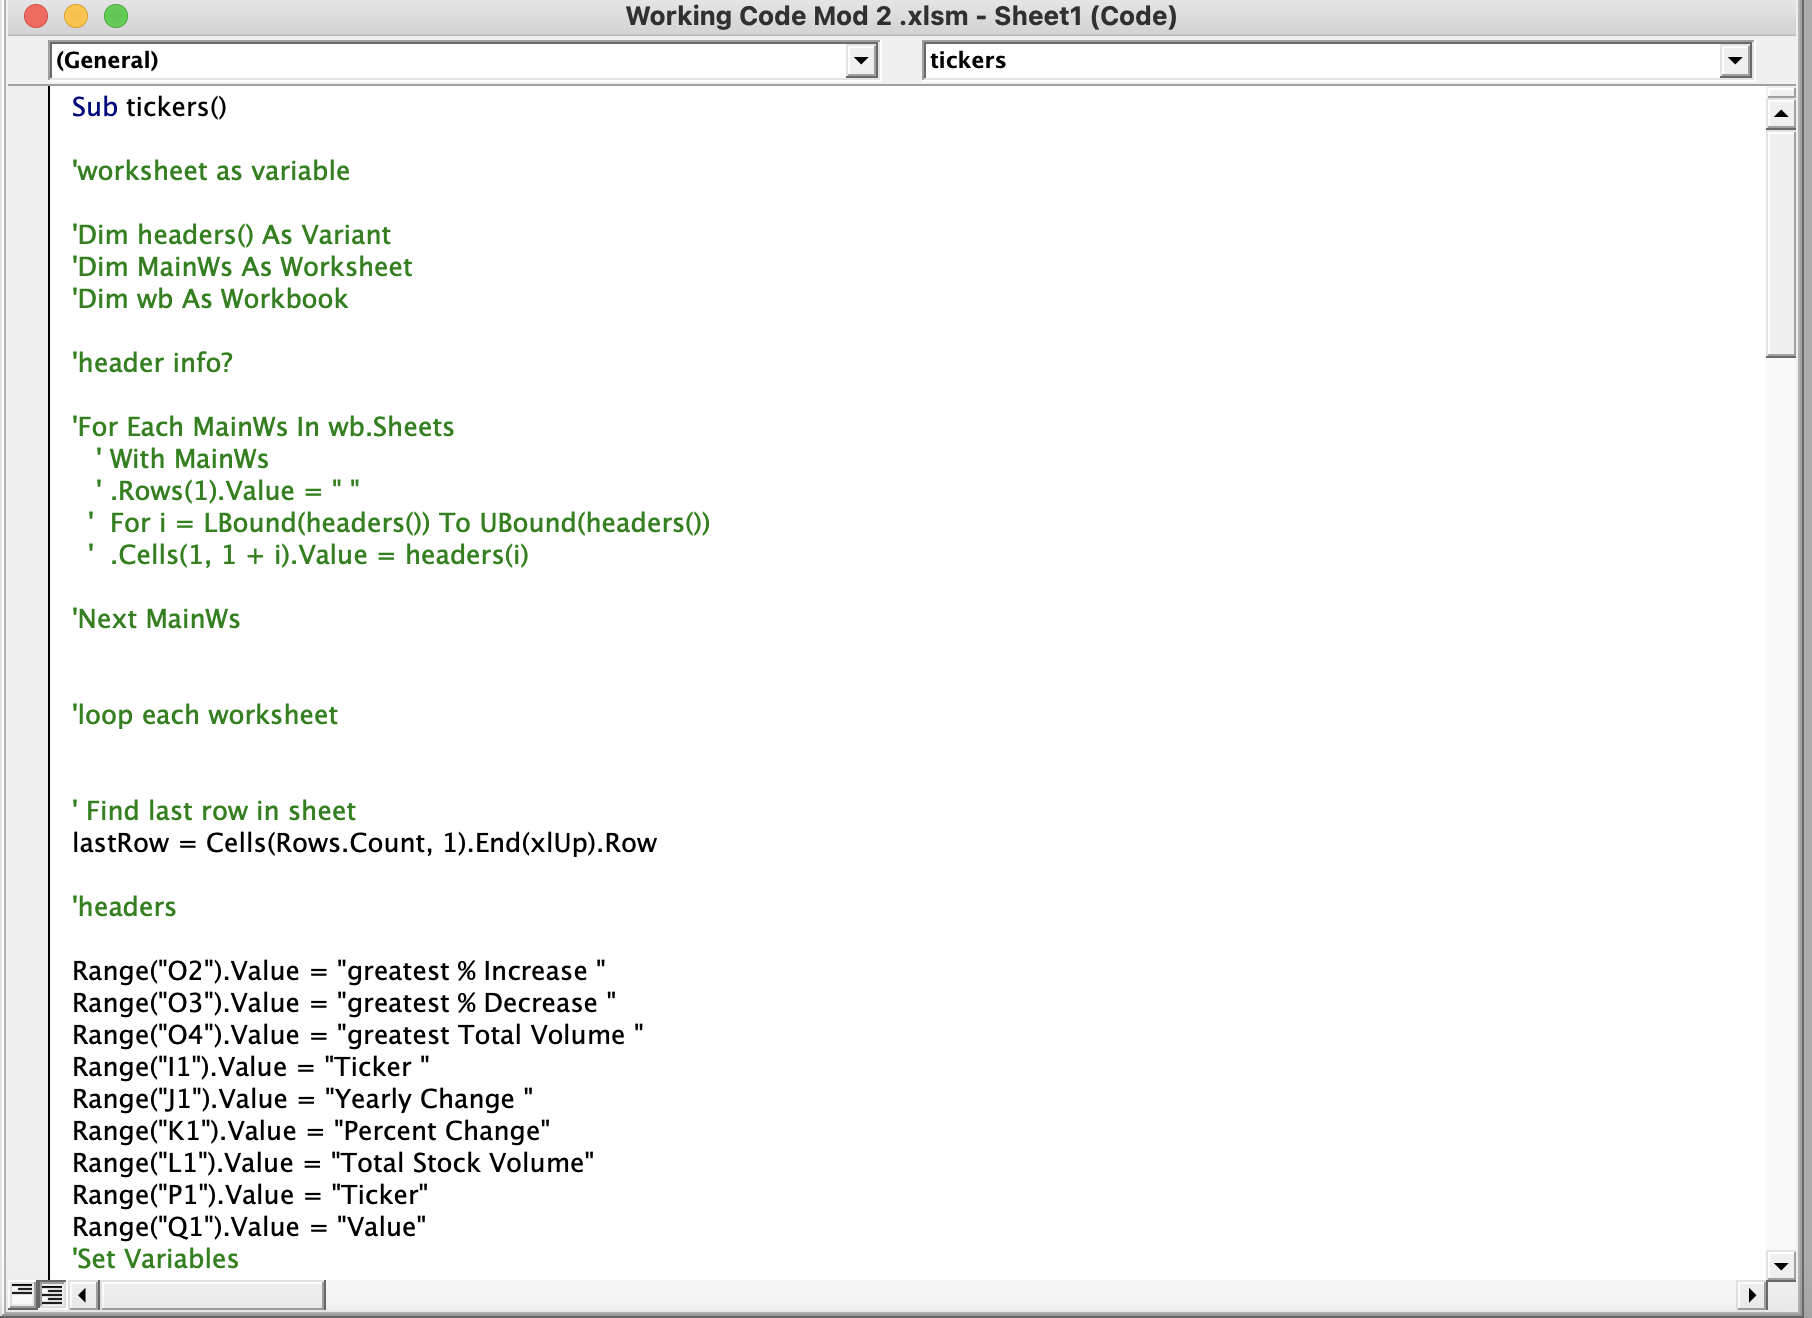 Working Code Mod 2 .xlsm - Sheet1 (Code)
(General)
tickers
Sub tickers()
'worksheet as variable
'Dim headers() As Variant
'Dim MainWs As Worksheet
'Dim wb As Workbook
'header info?
'For Each MainWs In wb.Sheets
' With MainWs
' .Rows(1).Value = " "
'  For i = LBound(headers()) To UBound(headers())
'  .Cells(1, 1 + i).Value = headers(i)
'Next MainWs
'loop each worksheet
' Find last row in sheet
lastRow = Cells(Rows.Count, 1).End(xlUp).Row
'headers
Range("O2").Value = "greatest % Increase "
Range("O3").Value = "greatest % Decrease "
Range("O4").Value = "greatest Total Volume "
Range("I1").Value = "Ticker "
Range("J1").Value = "Yearly Change "
Range("K1").Value = "Percent Change"
Range("L1").Value = "Total Stock Volume"
Range("P1").Value = "Ticker"
Range("Q1").Value = "Value"
'Set Variables